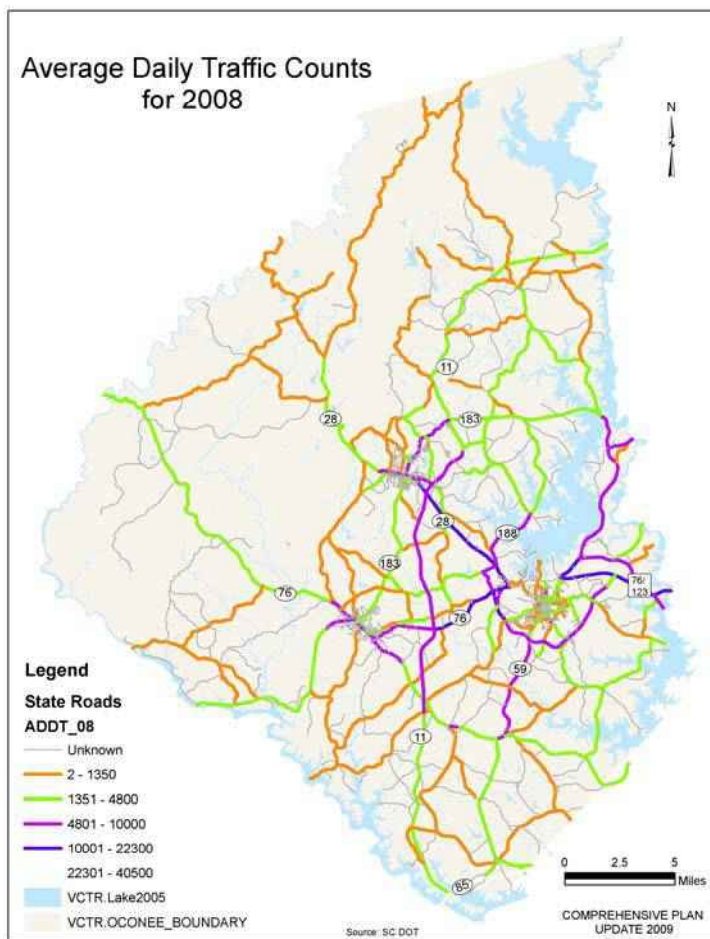 Average Daily Traffic Counts
for 2008
N
11
183
28
28
188
183
76
76
76/
123
59
11
85
Legend
State Roads
ADDT_08
Unknown
2 - 1350
1351 - 4800
4801 - 10000
10001 - 22300
22301 - 40500
VCTR.Lake2005
VCTR.OCONEE_BOUNDARY
0 2.5 5
Miles
Source: SC DOT
COMPREHENSIVE PLAN
UPDATE 2009